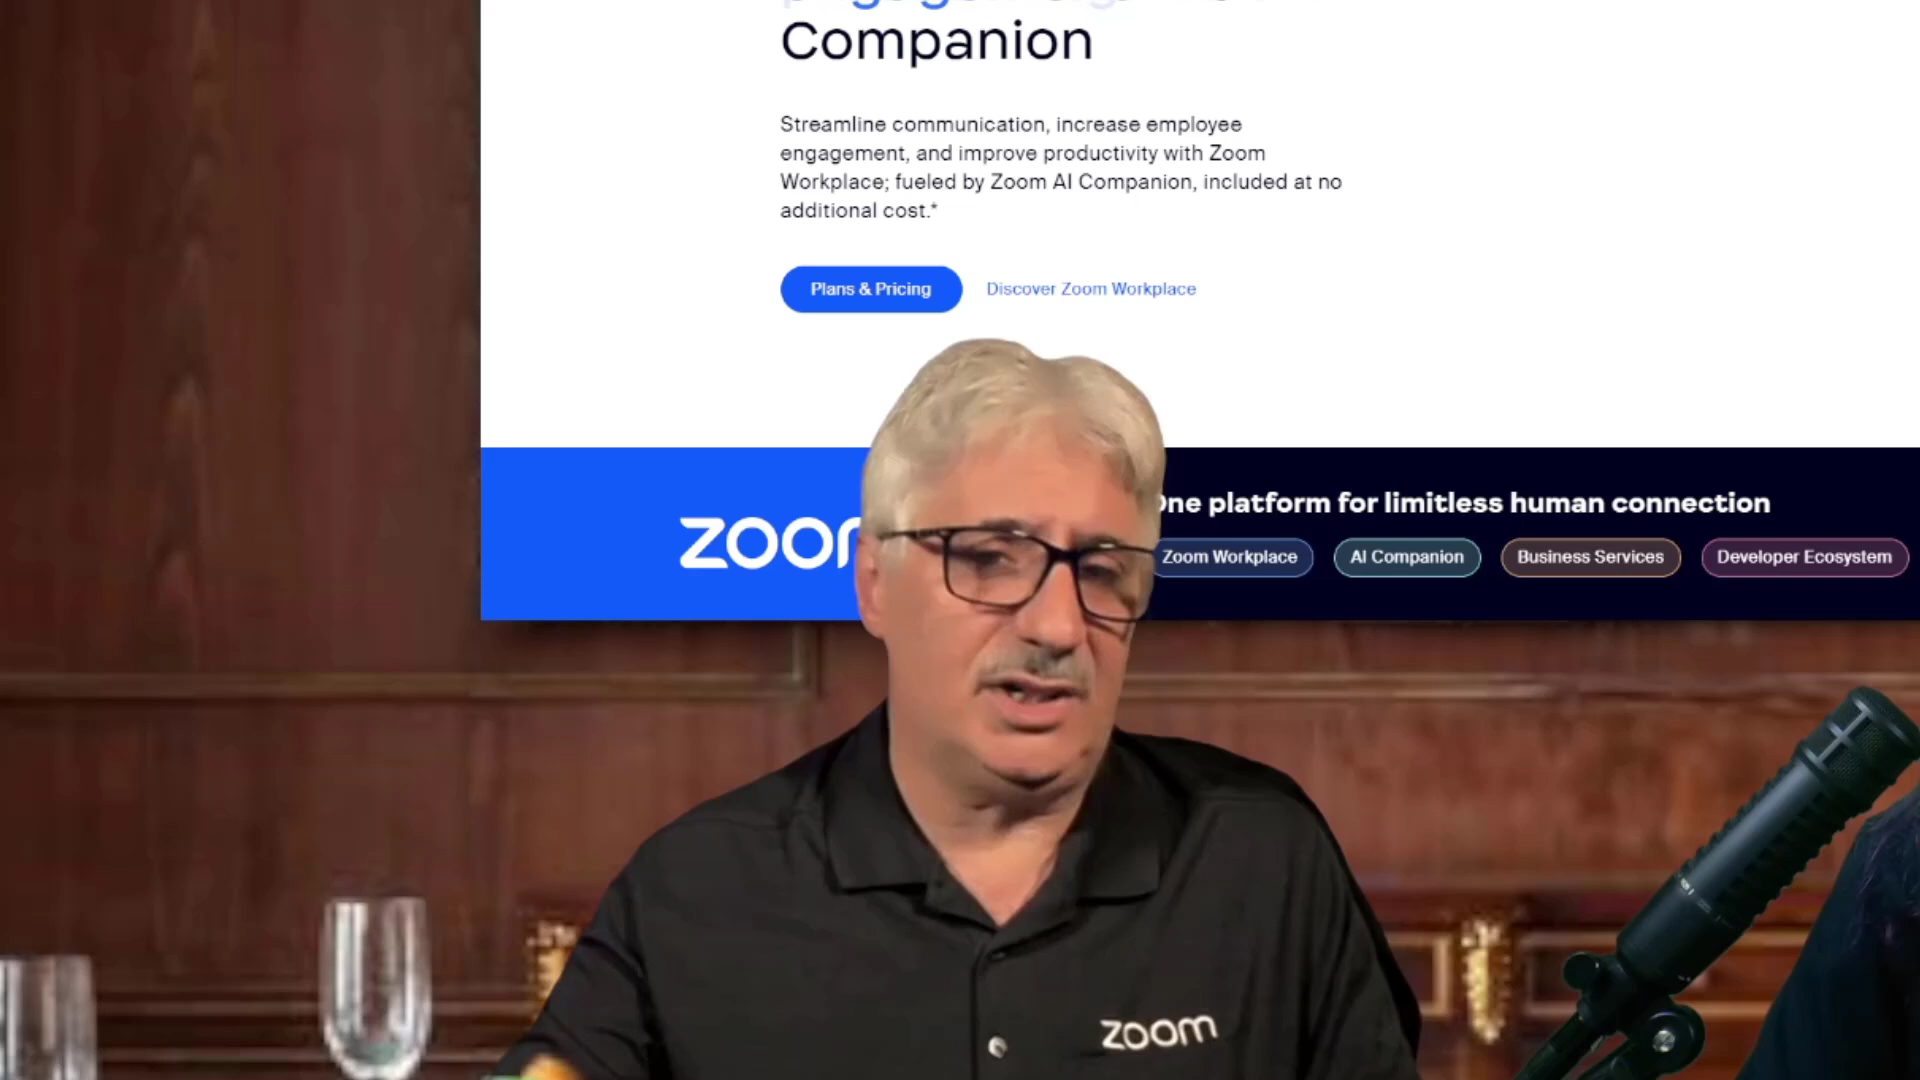 Companion
Streamline communication, increase employee
engagement, and improve productivity with Zoom
Workplace; fueled by Zoom AI Companion, included at no
additional cost.*
Plans & Pricing
Discover Zoom Workplace
zoom
One platform for limitless human connection
Zoom Workplace
AI Companion
Business Services
Developer Ecosystem
zoom